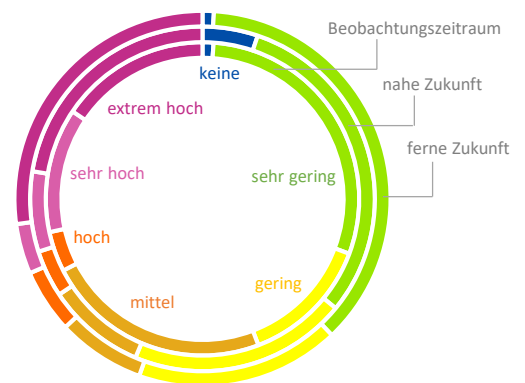 Beobachtungszeitraum
keine
nahe Zukunft
extrem hoch
ferne Zukunft
sehr hoch
sehr gering
hoch
gering
mittel